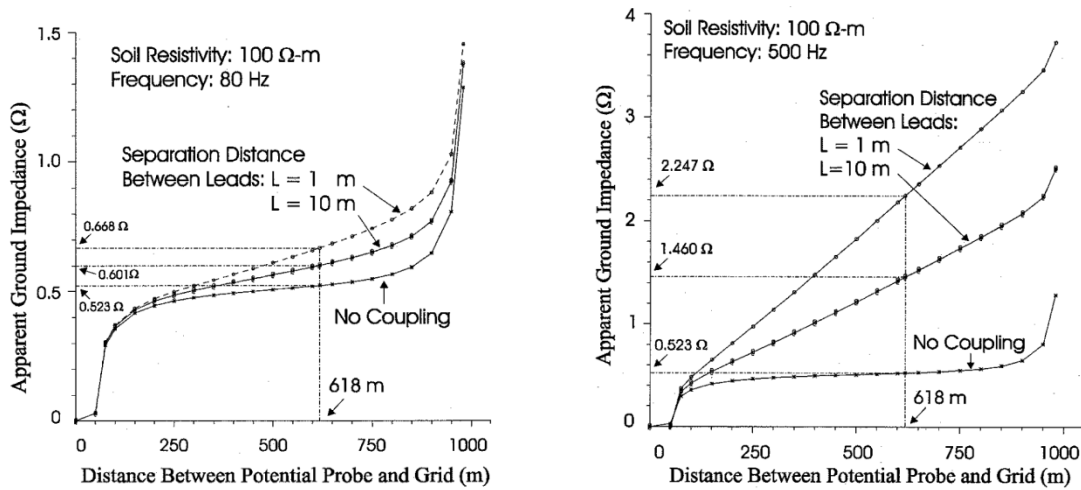 Soil Resistivity: 100 Ω-m
Frequency: 80 Hz
Separation Distance
Between Leads: L = 1 m
L = 10 m
0.668 Ω
0.601Ω
0.523 Ω
No Coupling
618 m
1.5
1.0
0.5
0
0
250
500
750
1000
Apparent Ground Impedance (Ω)
Distance Between Potential Probe and Grid (m)
Soil Resistivity: 100 Ω-m
Frequency: 500 Hz
Separation Distance
Between Leads:
L = 1 m
L=10 m
2.247 Ω
1.460 Ω
0.523 Ω
No Coupling
618 m
4
3
2
1
0
0
250
500
750
1000
Apparent Ground Impedance (Ω)
Distance Between Potential Probe and Grid (m)